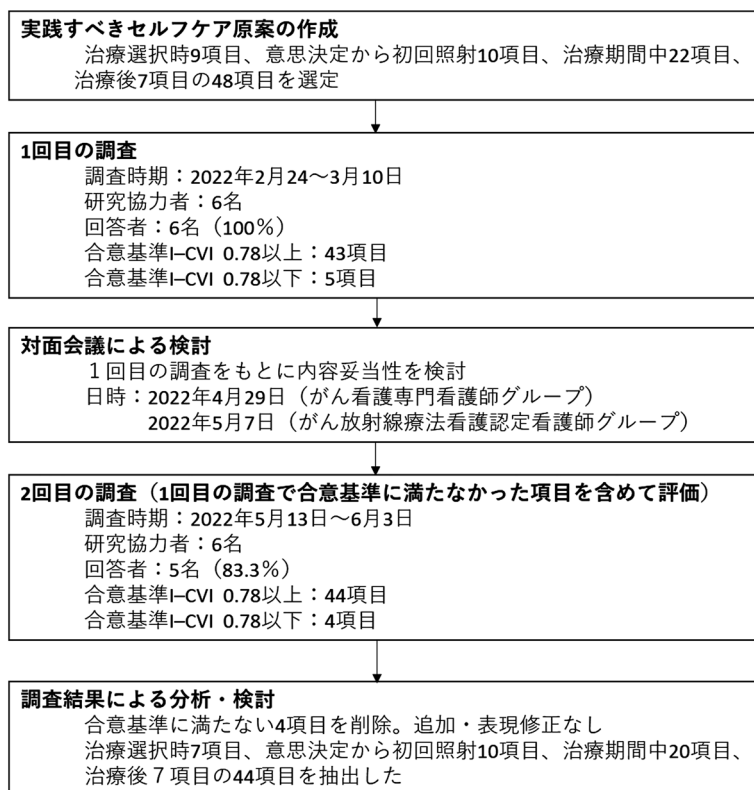 実践すべきセルフケア原案の作成
治療選択時9項目、意思決定から初回照射10項目、治療期間中22項目、
治療後7項目の48項目を選定
1回目の調査
調査時期：2022年2月24～3月10日
研究協力者：6名
回答者：6名（100％）
合意基準I–CVI 0.78以上：43項目
合意基準I–CVI 0.78以下：5項目
対面会議による検討
１回目の調査をもとに内容妥当性を検討
日時：2022年4月29日（がん看護専門看護師グループ）
2022年5月7日（がん放射線療法看護認定看護師グループ）
2回目の調査（1回目の調査で合意基準に満たなかった項目を含めて評価）
調査時期：2022年5月13日～6月3日
研究協力者：6名
回答者：5名（83.3％）
合意基準I–CVI 0.78以上：44項目
合意基準I–CVI 0.78以下：4項目
調査結果による分析・検討
合意基準に満たない4項目を削除。追加・表現修正なし
治療選択時7項目、意思決定から初回照射10項目、治療期間中20項目、
治療後７項目の44項目を抽出した